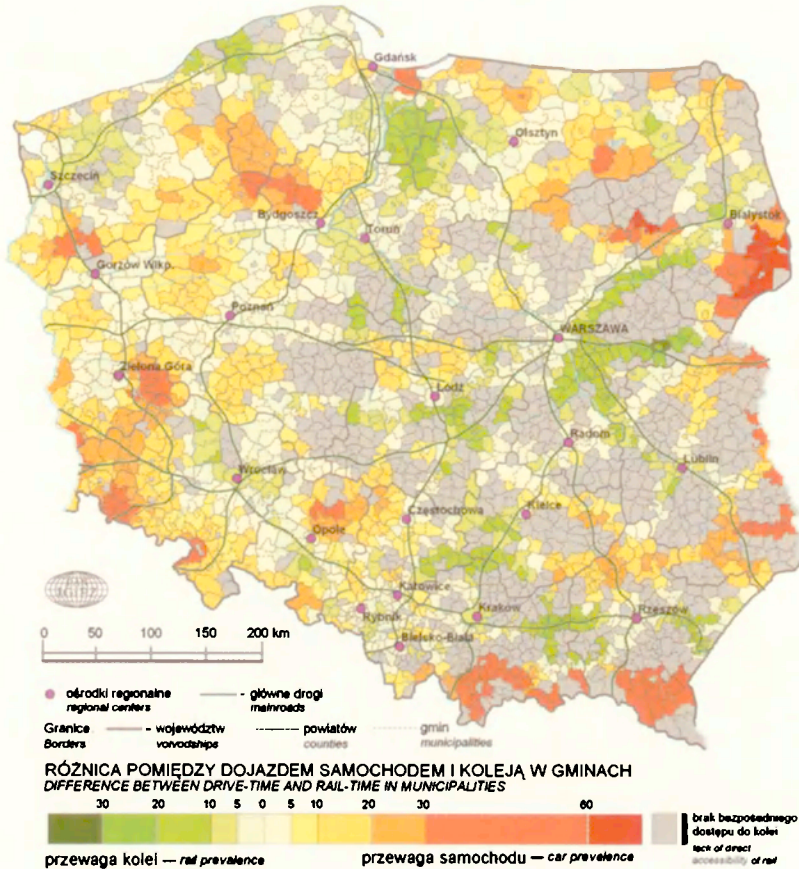 Gdańsk
Olsztyn
Szczecin
Bydgoszcz
Białystok
Toruń
Gorzów Wlkp.
Poznań
WARSZAWA
Zielona Góra
Łódź
Radom
Lublin
Wrocław
Częstochowa
Kielce
Opole
Katowice
Kraków
Rzeszów
Rybnik
Bielsko-Biała
IGiPZ
0 50 100 150 200 km
ośrodki regionalne - główne drogi
regional centers mainroads
Granice - województw powiatów gmin
Borders voivodships counties municipalities
RÓŻNICA POMIĘDZY DOJAZDEM SAMOCHODEM I KOLEJĄ W GMINACH
DIFFERENCE BETWEEN DRIVE-TIME AND RAIL-TIME IN MUNICIPALITIES
30 20 10 5 0 5 10 20 30 60
brak bezpośedniego
dostępu do kolei
lack of direct
accessibility of rail
przewaga kolei — rail prevalence przewaga samochodu — car prevalence